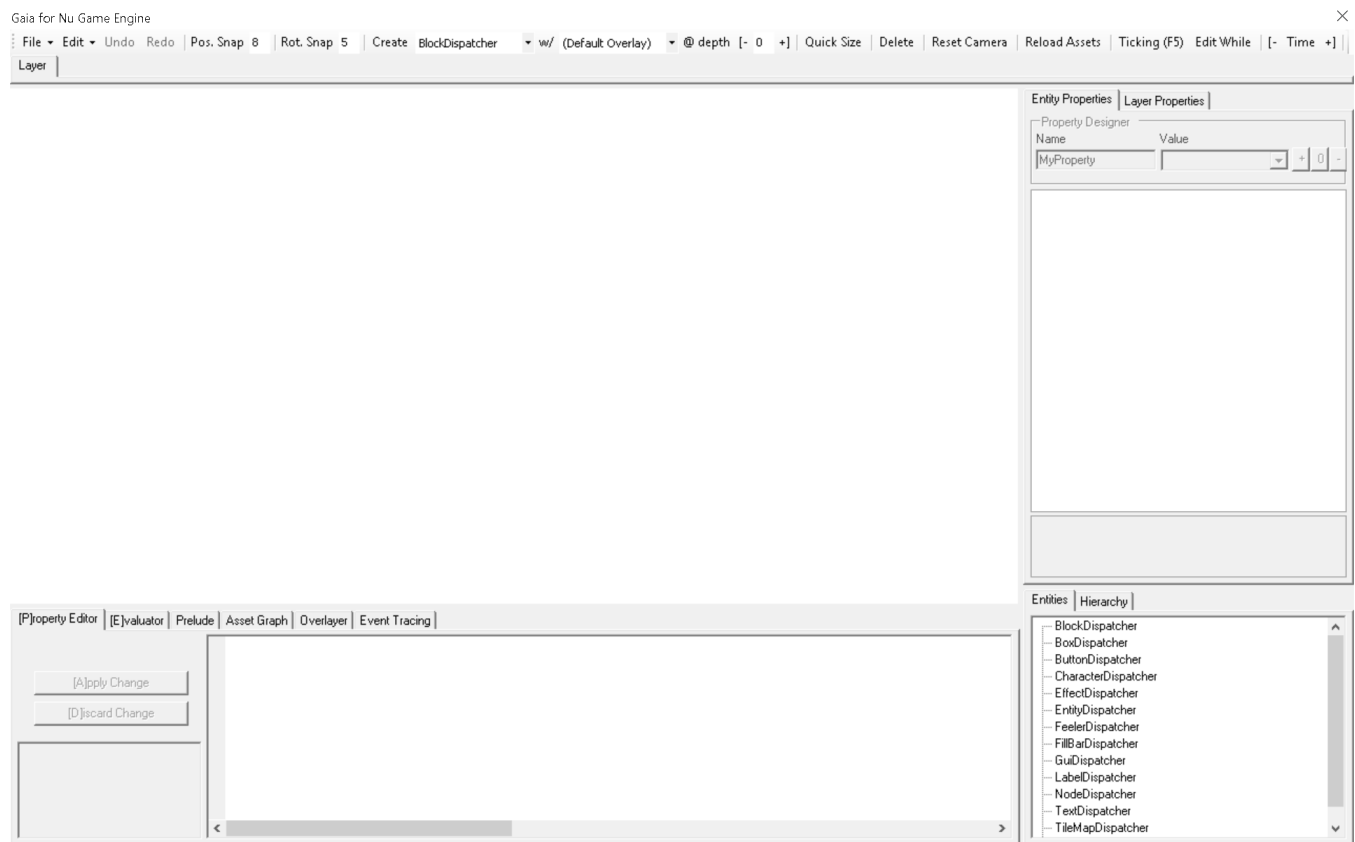 Gaia for Nu Game Engine
File Edit Undo Redo Pos. Snap 8 Rot. Snap 5 Create BlockDispatcher w/ (Default Overlay) @ depth [- 0 +] Quick Size Delete Reset Camera Reload Assets Ticking (F5) Edit While [- Time +]
Layer
Entity Properties Layer Properties
Property Designer
Name Value
MyProperty + 0 -
[P]roperty Editor [E]valuator Prelude Asset Graph Overlayer Event Tracing
[A]pply Change
[D]iscard Change
Entities Hierarchy
BlockDispatcher
BoxDispatcher
ButtonDispatcher
CharacterDispatcher
EffectDispatcher
EntityDispatcher
FeelerDispatcher
FillBarDispatcher
GuiDispatcher
LabelDispatcher
NodeDispatcher
TextDispatcher
TileMapDispatcher